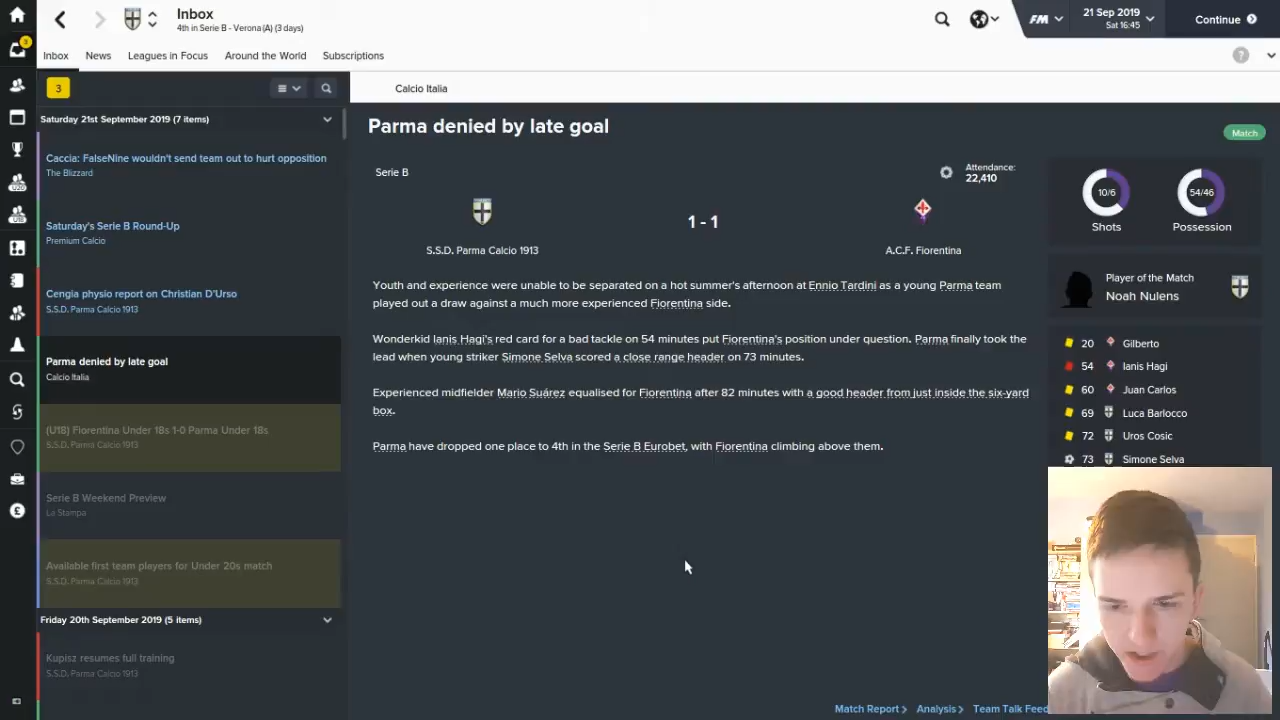 Inbox
4th in Serie B - Verona (A) (3 days)
FM
21 Sep 2019
Sat 16:45
Continue
3
Inbox
News
Leagues in Focus
Around the World
Subscriptions
?
3
Calcio Italia
Saturday 21st September 2019 (7 items)
Caccia: FalseNine wouldn't send team out to hurt opposition
The Blizzard
Saturday's Serie B Round-Up
Premium Calcio
Cengia physio report on Christian D'Urso
S.S.D. Parma Calcio 1913
Parma denied by late goal
Calcio Italia
(U18) Fiorentina Under 18s 1-0 Parma Under 18s
S.S.D. Parma Calcio 1913
Serie B Weekend Preview
La Stampa
Available first team players for Under 20s match
S.S.D. Parma Calcio 1913
Friday 20th September 2019 (5 items)
Kupisz resumes full training
S.S.D. Parma Calcio 1913
Parma denied by late goal
Match
Serie B
Attendance:
22,410
1 - 1
S.S.D. Parma Calcio 1913
A.C.F. Fiorentina
Youth and experience were unable to be separated on a hot summer's afternoon at Ennio Tardini as a young Parma team
played out a draw against a much more experienced Fiorentina side.
Wonderkid Ianis Hagi's red card for a bad tackle on 54 minutes put Fiorentina's position under question. Parma finally took the
lead when young striker Simone Selva scored a close range header on 73 minutes.
Experienced midfielder Mario Suárez equalised for Fiorentina after 82 minutes with a good header from just inside the six-yard
box.
Parma have dropped one place to 4th in the Serie B Eurobet, with Fiorentina climbing above them.
10/6
54/46
Shots
Possession
Player of the Match
Noah Nulens
20 Gilberto
54 Ianis Hagi
60 Juan Carlos
69 Luca Barlocco
72 Uros Cosic
73 Simone Selva
Match Report
Analysis
Team Talk Feed